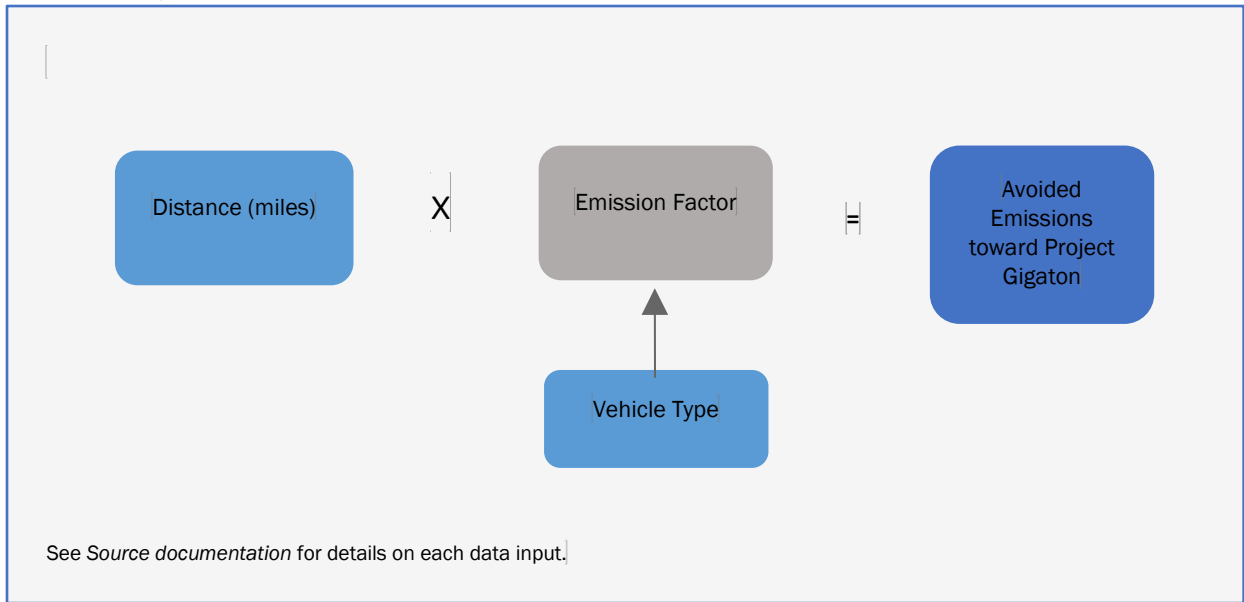 Distance (miles)
X
Emission Factor
=
Avoided
Emissions
toward Project
Gigaton
Vehicle Type
See Source documentation for details on each data input.